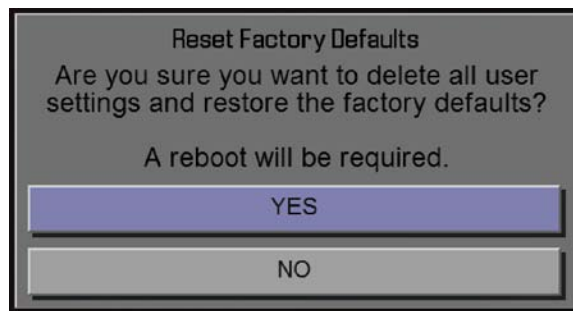 Reset Factory Defaults
Are you sure you want to delete all user
settings and restore the factory defaults?
A reboot will be required.
YES
NO